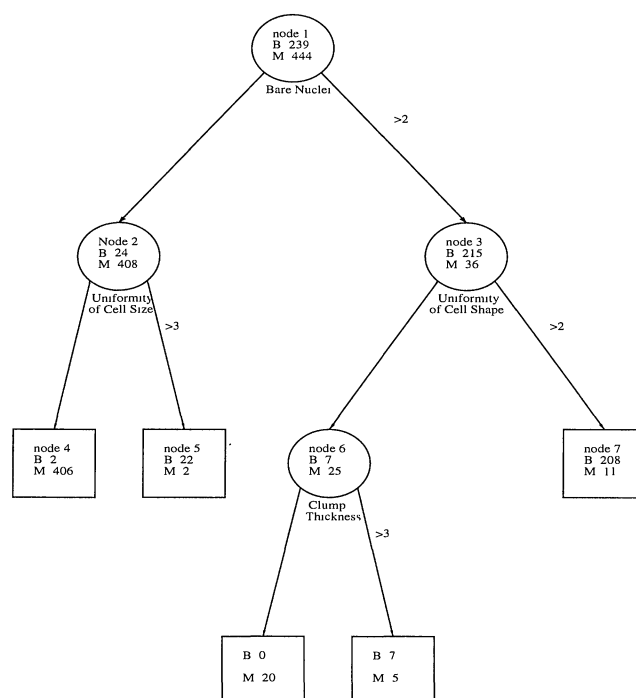 node 1
B 239
M 444
Bare Nuclei
>2
Node 2
B 24
M 408
Uniformity
of Cell Size
>3
node 3
B 215
M 36
Uniformity
of Cell Shape
>2
node 4
B 2
M 406
node 5
B 22
M 2
node 6
B 7
M 25
Clump
Thickness
>3
node 7
B 208
M 11
B 0
M 20
B 7
M 5